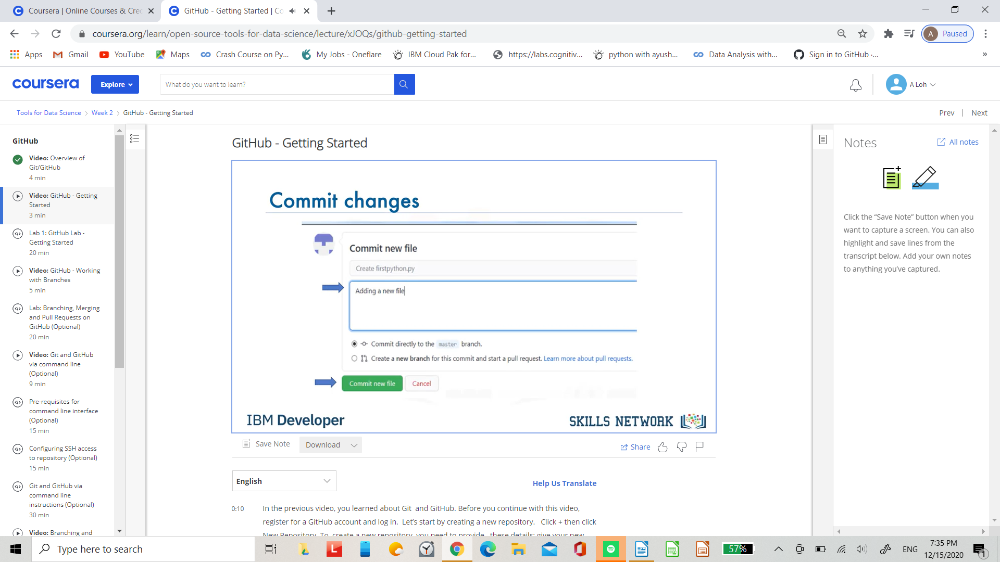 Coursera | Online Courses & Cred
GitHub - Getting Started | Co
coursera.org/learn/open-source-tools-for-data-science/lecture/xJOQs/github-getting-started
A Paused
Apps Gmail YouTube Maps Crash Course on Py... My Jobs - Oneflare IBM Cloud Pak for... https://labs.cognitiv... python with ayush... Data Analysis with... Sign in to GitHub ·... »
coursera Explore What do you want to learn? A Loh
Tools for Data Science > Week 2 > GitHub - Getting Started
Prev | Next
GitHub
Video: Overview of
Git/GitHub
4 min
Video: GitHub - Getting
Started
3 min
Lab 1: GitHub Lab -
Getting Started
20 min
Video: GitHub - Working
with Branches
5 min
Lab: Branching, Merging
and Pull Requests on
GitHub (Optional)
20 min
Video: Git and GitHub
via command line
(Optional)
9 min
Pre-requisites for
command line interface
(Optional)
15 min
Configuring SSH access
to repository (Optional)
15 min
Git and GitHub via
command line
instructions (Optional)
30 min
Video: Branching and
GitHub - Getting Started
Commit changes
Commit new file
Create firstpython.py
Adding a new file
Commit directly to the master branch.
Create a new branch for this commit and start a pull request. Learn more about pull requests.
Commit new file Cancel
IBM Developer
SKILLS NETWORK
Save Note Download
Share
English
Help Us Translate
0:10 In the previous video, you learned about Git and GitHub. Before you continue with this video,
register for a GitHub account and log in. Let's start by creating a new repository. Click + then click
New Repository. To create a new repository, you need to provide these details: give your new
Notes
All notes
Click the “Save Note” button when you
want to capture a screen. You can also
highlight and save lines from the
transcript below. Add your own notes
to anything you’ve captured.
Type here to search
57%
ENG
7:35 PM
12/15/2020
1